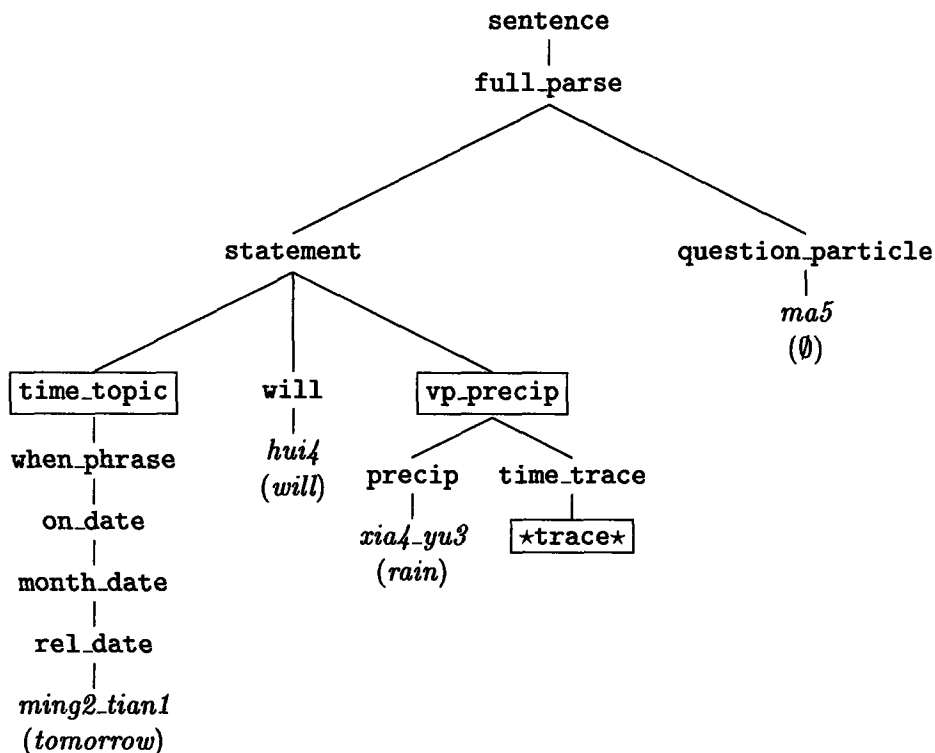 sentence
full_parse
statement question_particle
ma5
(∅)
time_topic will vp_precip
hui4
(will)
when_phrase precip time_trace
on_date xia4_yu3 ⋆trace⋆
(rain)
month_date
rel_date
ming2_tian1
(tomorrow)